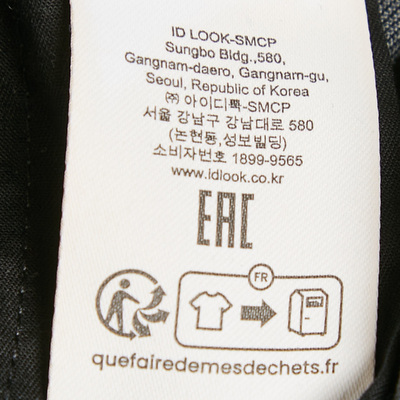 ID LOOK-SMCP
Sungbo Bldg.,580,
Gangnam-daero, Gangnam-gu,
Seoul, Republic of Korea
㈜ 아이디룩-SMCP
서울 강남구 강남대로 580
(논현동,성보빌딩)
소비자번호 1899-9565
www.idlook.co.kr
EAC
FR
quefairedemesdechets.fr